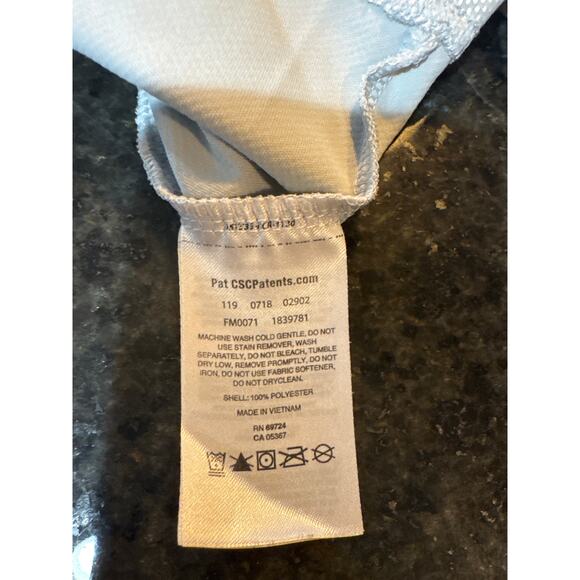 Pat CSCPatents.com
119 0718 02902
FM0071 1839781
MACHINE WASH COLD GENTLE, DO NOT
USE STAIN REMOVER, WASH
SEPARATELY, DO NOT BLEACH, TUMBLE
DRY LOW, REMOVE PROMPTLY, DO NOT
IRON, DO NOT USE FABRIC SOFTENER,
DO NOT DRYCLEAN.
SHELL: 100% POLYESTER
MADE IN VIETNAM
RN 69724
CA 05367